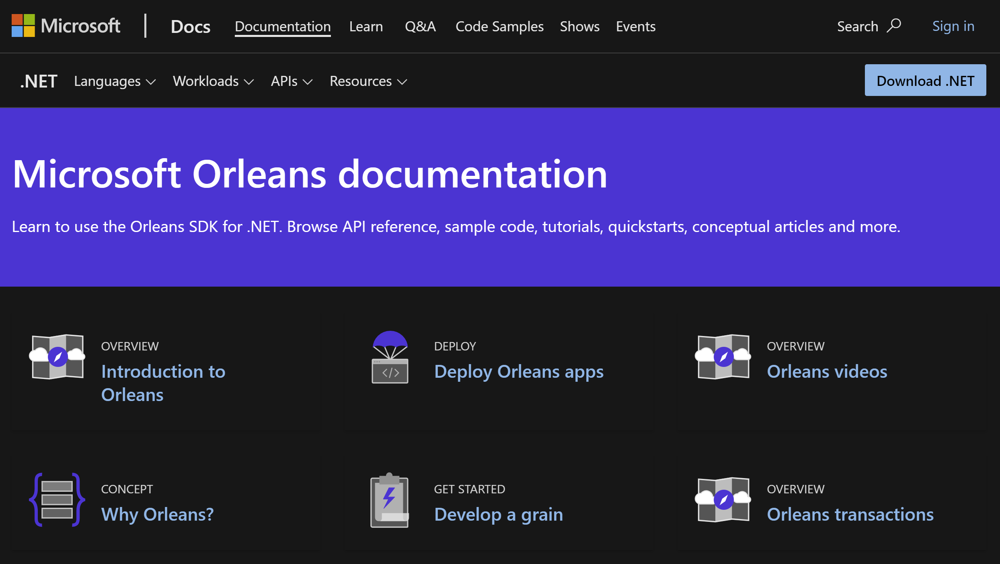 Microsoft
Docs
Documentation
Learn
Q&A
Code Samples
Shows
Events
Search
Sign in
.NET
Languages
Workloads
APIs
Resources
Download .NET
Microsoft Orleans documentation
Learn to use the Orleans SDK for .NET. Browse API reference, sample code, tutorials, quickstarts, conceptual articles and more.
OVERVIEW
Introduction to
Orleans
DEPLOY
Deploy Orleans apps
OVERVIEW
Orleans videos
CONCEPT
Why Orleans?
GET STARTED
Develop a grain
OVERVIEW
Orleans transactions